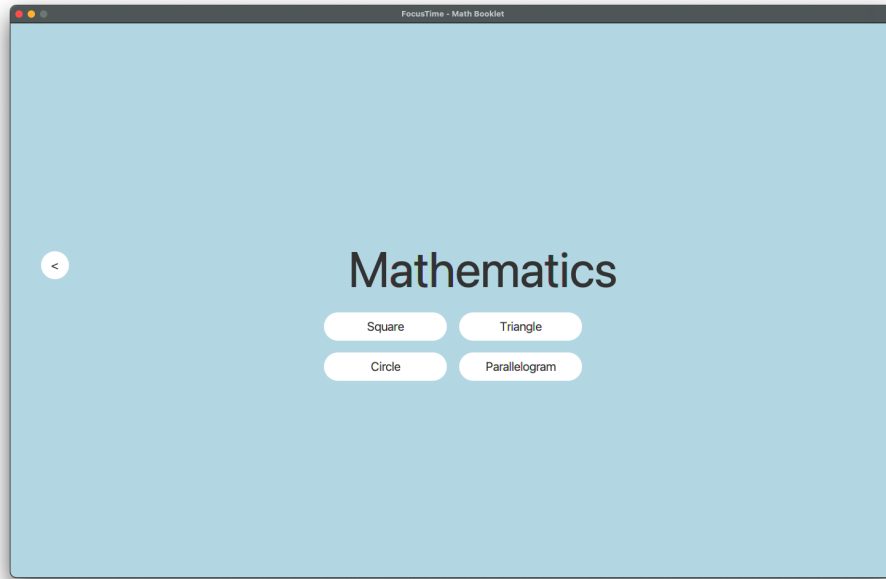 FocusTime - Math Booklet
<
Mathematics
Square
Triangle
Circle
Parallelogram